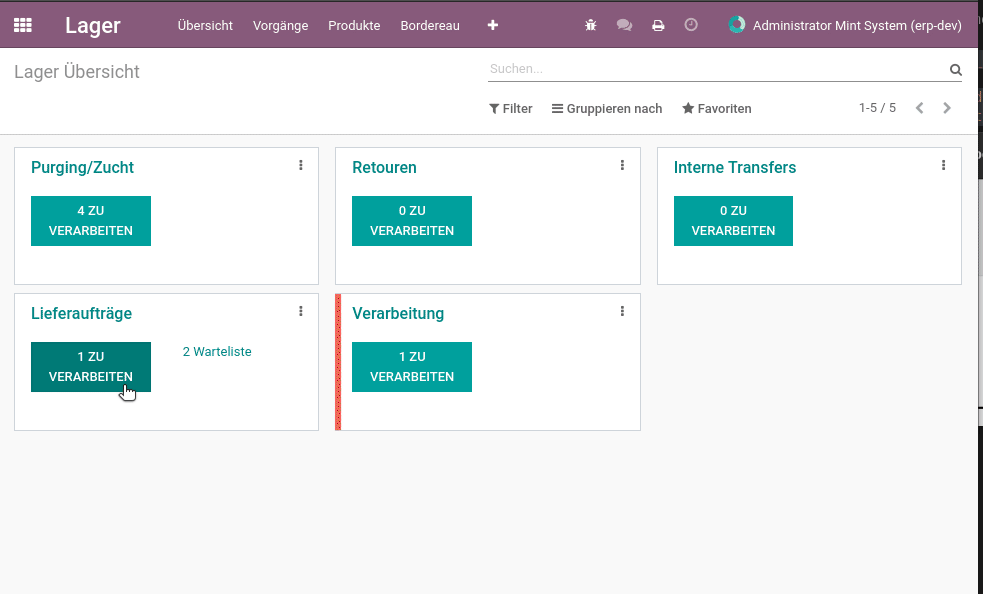 Lager
Übersicht Vorgänge Produkte Bordereau
Administrator Mint System (erp-dev)
Lager Übersicht
Suchen...
Filter Gruppieren nach Favoriten
1-5 / 5
Purging/Zucht
4 ZU
VERARBEITEN
Retouren
0 ZU
VERARBEITEN
Interne Transfers
0 ZU
VERARBEITEN
Lieferaufträge
1 ZU
VERARBEITEN
2 Warteliste
Verarbeitung
1 ZU
VERARBEITEN